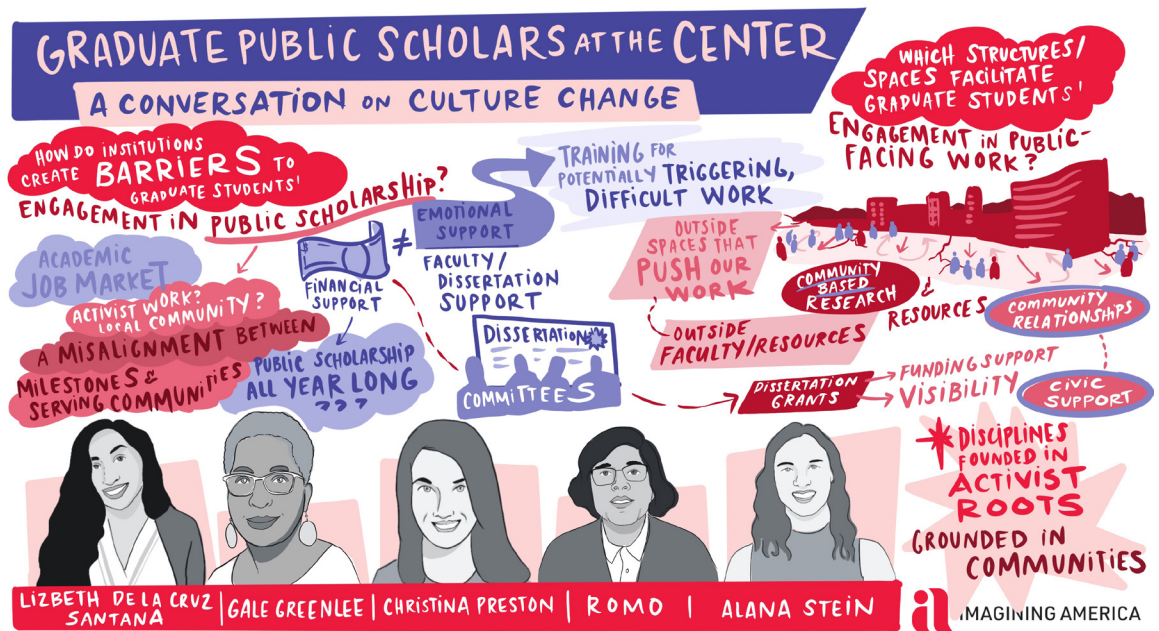 GRADUATE PUBLIC SCHOLARS AT THE CENTER
A CONVERSATION ON CULTURE CHANGE
HOW DO INSTITUTIONS
CREATE BARRIERS TO
GRADUATE STUDENTS'
ENGAGEMENT IN PUBLIC SCHOLARSHIP?
ACADEMIC
JOB MARKET
ACTIVIST WORK?
LOCAL COMMUNITY?
A MISALIGNMENT BETWEEN
MILESTONES &
SERVING COMMUNITIES
FINANCIAL
SUPPORT
≠
EMOTIONAL
SUPPORT
FACULTY/
DISSERTATION
SUPPORT
PUBLIC SCHOLARSHIP
ALL YEAR LONG
???
TRAINING FOR
POTENTIALLY TRIGGERING,
DIFFICULT WORK
DISSERTATION
COMMITTEES
OUTSIDE
SPACES THAT
PUSH OUR
WORK
OUTSIDE
FACULTY/RESOURCES
DISSERTATION
GRANTS
FUNDING SUPPORT
VISIBILITY
WHICH STRUCTURES/
SPACES FACILITATE
GRADUATE STUDENTS'
ENGAGEMENT IN PUBLIC-
FACING WORK?
COMMUNITY
BASED
RESEARCH
&
RESOURCES
COMMUNITY
RELATIONSHIPS
CIVIC
SUPPORT
DISCIPLINES
FOUNDED IN
ACTIVIST
ROOTS
GROUNDED IN
COMMUNITIES
LIZBETH DE LA CRUZ
SANTANA
GALE GREENLEE
CHRISTINA PRESTON
ROMO
ALANA STEIN
ia
IMAGINING AMERICA